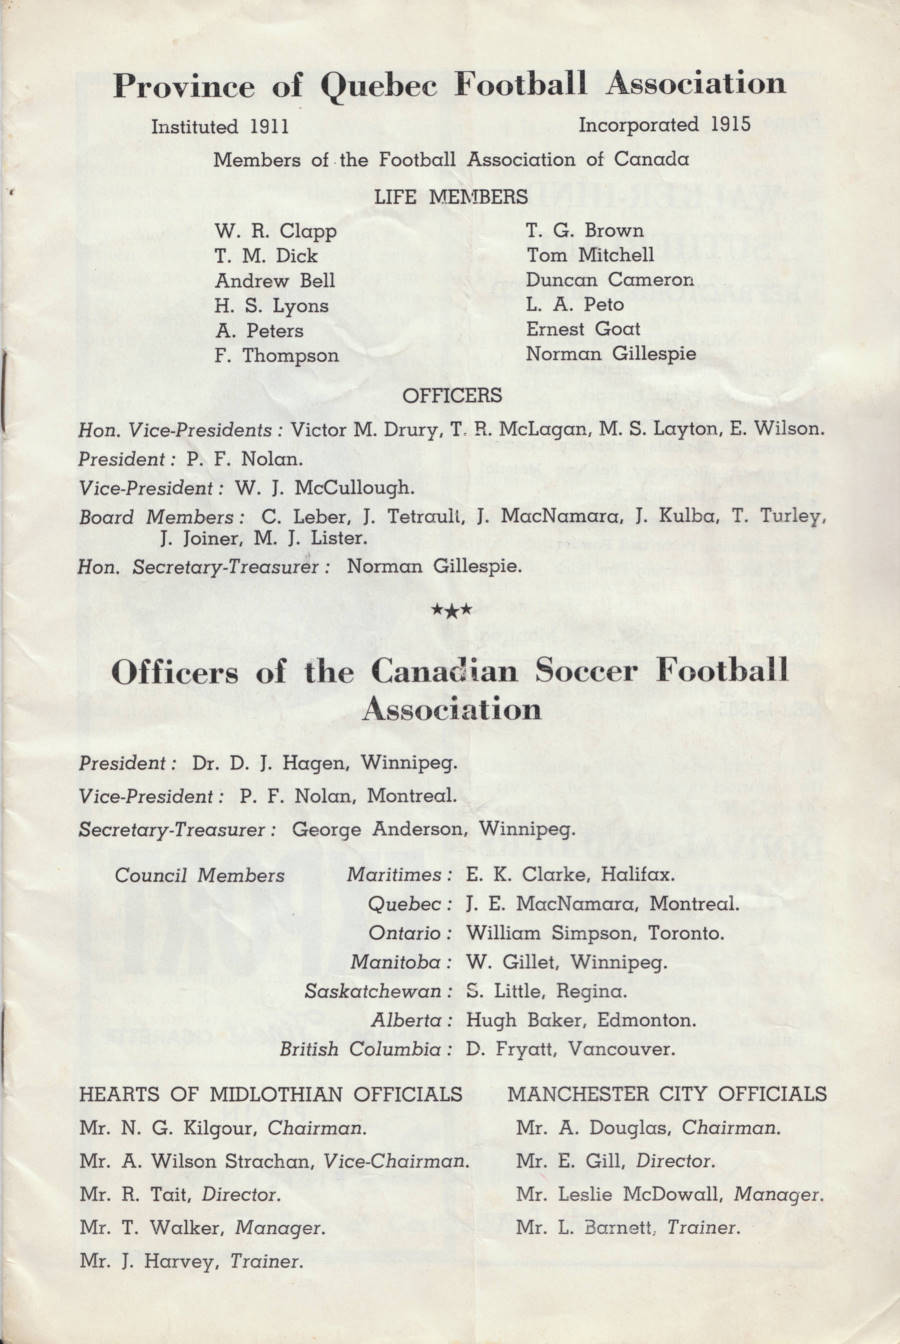 Province of Quebec Football Association
Instituted 1911 Incorporated 1915
Members of the Football Association of Canada
LIFE MEMBERS
W. R. Clapp T. G. Brown
T. M. Dick Tom Mitchell
Andrew Bell Duncan Cameron
H. S. Lyons L. A. Peto
A. Peters Ernest Goat
F. Thompson Norman Gillespie
OFFICERS
Hon. Vice-Presidents : Victor M. Drury, T. R. McLagan, M. S. Layton, E. Wilson.
President : P. F. Nolan.
Vice-President : W. J. McCullough.
Board Members : C. Leber, J. Tetrault, J. MacNamara, J. Kulba, T. Turley,
J. Joiner, M. J. Lister.
Hon. Secretary-Treasurer : Norman Gillespie.
★★★
Officers of the Canadian Soccer Football
Association
President : Dr. D. J. Hagen, Winnipeg.
Vice-President : P. F. Nolan, Montreal.
Secretary-Treasurer : George Anderson, Winnipeg.
Council Members Maritimes : E. K. Clarke, Halifax.
Quebec : J. E. MacNamara, Montreal.
Ontario : William Simpson, Toronto.
Manitoba : W. Gillet, Winnipeg.
Saskatchewan : S. Little, Regina.
Alberta : Hugh Baker, Edmonton.
British Columbia : D. Fryatt, Vancouver.
HEARTS OF MIDLOTHIAN OFFICIALS
Mr. N. G. Kilgour, Chairman.
Mr. A. Wilson Strachan, Vice-Chairman.
Mr. R. Tait, Director.
Mr. T. Walker, Manager.
Mr. J. Harvey, Trainer.
MANCHESTER CITY OFFICIALS
Mr. A. Douglas, Chairman.
Mr. E. Gill, Director.
Mr. Leslie McDowall, Manager.
Mr. L. Barnett, Trainer.